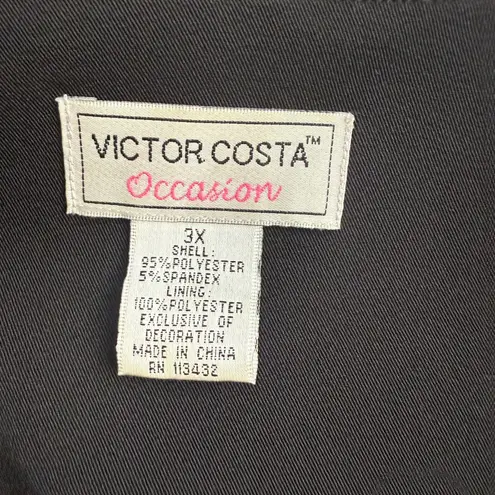 VICTOR COSTA™
Occasion
3X
SHELL:
95%POLYESTER
5%SPANDEX
LINING:
100%POLYESTER
EXCLUSIVE OF
DECORATION
MADE IN CHINA
RN 113432